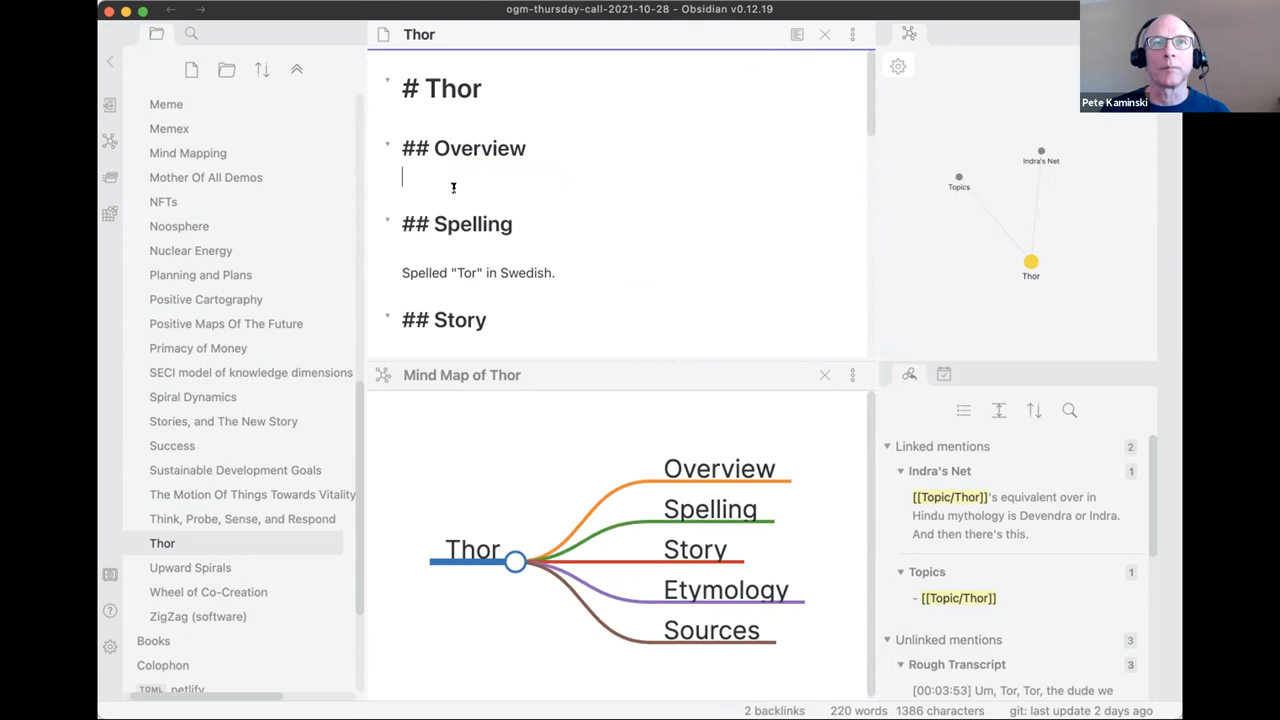 ogm-thursday-call-2021-10-28 - Obsidian v0.12.19
Pete Kaminski
Meme
Memex
Mind Mapping
Mother Of All Demos
NFTs
Noosphere
Nuclear Energy
Planning and Plans
Positive Cartography
Positive Maps Of The Future
Primacy of Money
SECI model of knowledge dimensions
Spiral Dynamics
Stories, and The New Story
Success
Sustainable Development Goals
The Motion Of Things Towards Vitality
Think, Probe, Sense, and Respond
Thor
Upward Spirals
Wheel of Co-Creation
ZigZag (software)
Books
Colophon
TOML netlify
Thor
# Thor
## Overview
## Spelling
Spelled "Tor" in Swedish.
## Story
Mind Map of Thor
Thor
Overview
Spelling
Story
Etymology
Sources
Indra's Net
Topics
Thor
Linked mentions 2
Indra's Net 1
[[Topic/Thor]]'s equivalent over in
Hindu mythology is Devendra or Indra.
And then there's this.
Topics 1
- [[Topic/Thor]]
Unlinked mentions 3
Rough Transcript 3
[00:03:53] Um, Tor, Tor, the dude we
2 backlinks 220 words 1386 characters git: last update 2 days ago